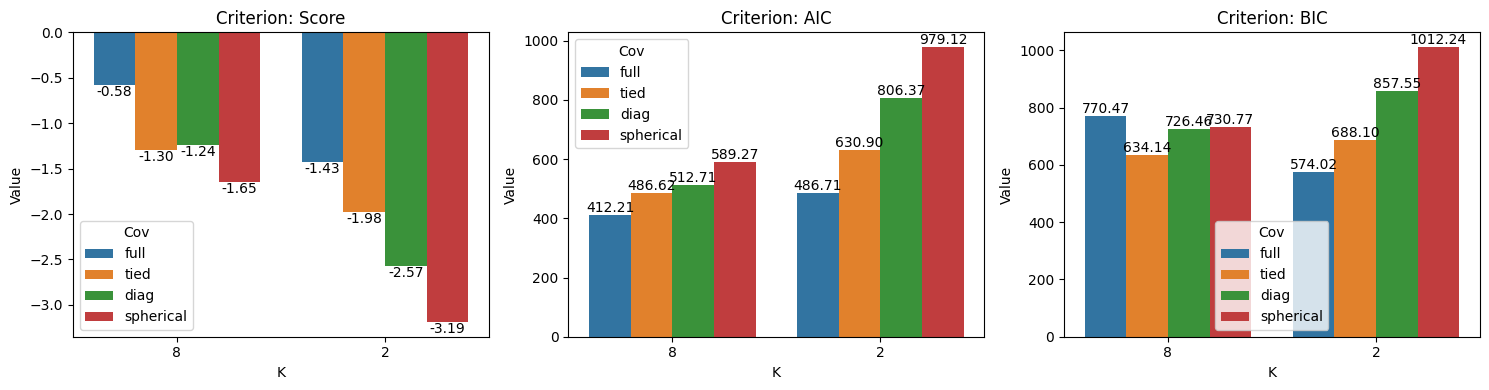 Criterion: Score
0.0
-0.5
-1.0
-1.5
-2.0
-2.5
-3.0
Value
-0.58
-1.30
-1.24
-1.65
-1.43
-1.98
-2.57
-3.19
Cov
full
tied
diag
spherical
8
2
K
Criterion: AIC
1000
800
600
400
200
0
Value
Cov
full
tied
diag
spherical
412.21
486.62
512.71
589.27
486.71
630.90
806.37
979.12
8
2
K
Criterion: BIC
1000
800
600
400
200
0
Value
770.47
634.14
726.46
730.77
574.02
688.10
857.55
1012.24
Cov
full
tied
diag
spherical
8
2
K